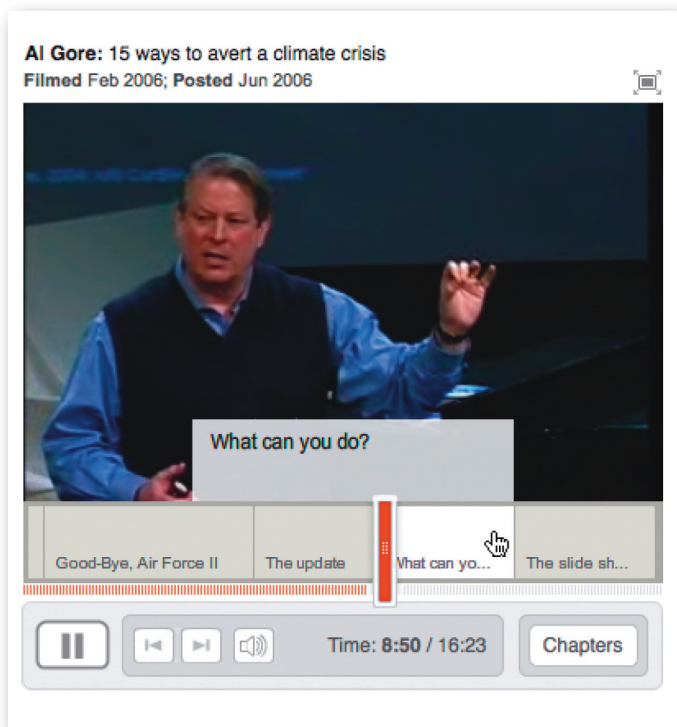 Al Gore: 15 ways to avert a climate crisis
Filmed Feb 2006; Posted Jun 2006
What can you do?
Good-Bye, Air Force II
The update
What can yo...
The slide sh...
Time: 8:50 / 16:23
Chapters